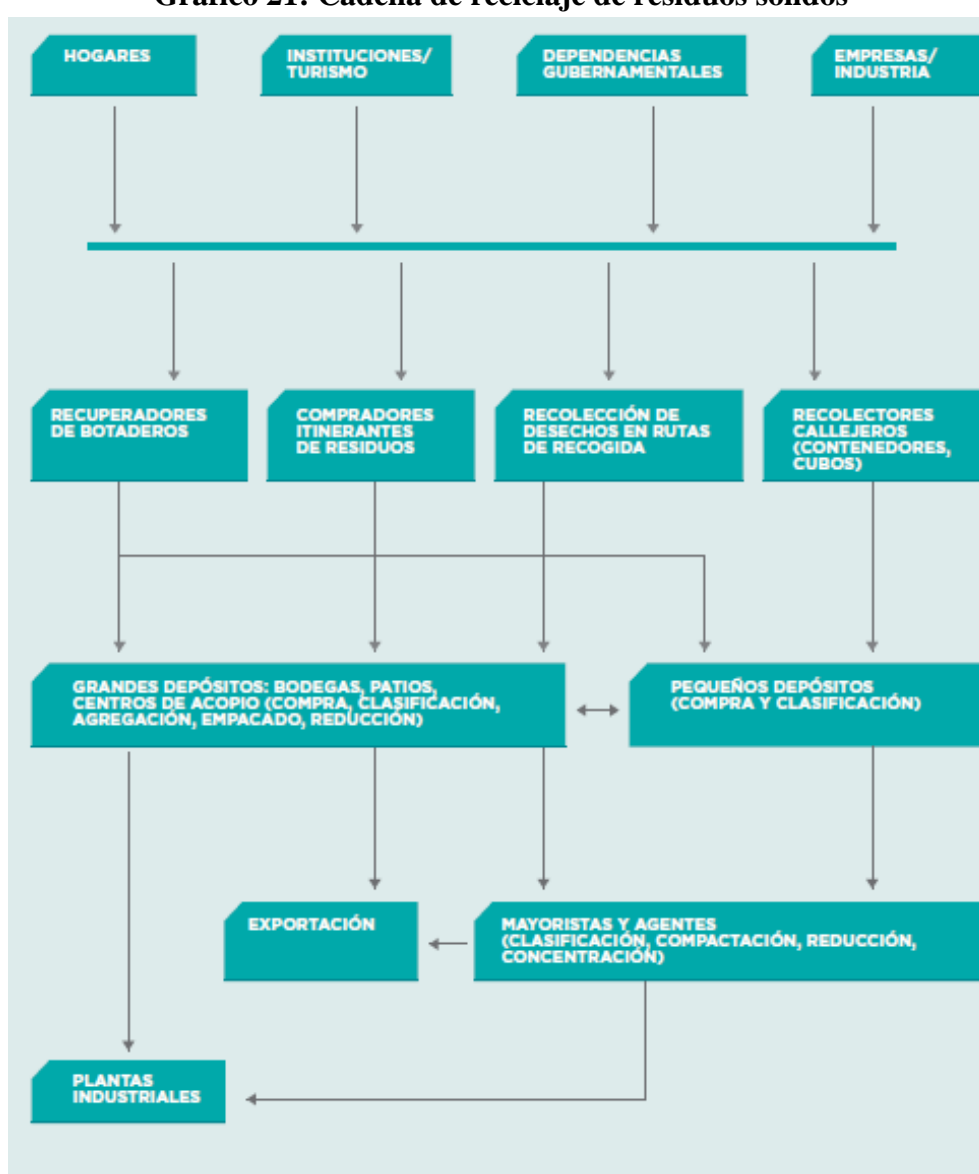 Gráfico 21: Cadena de reciclaje de residuos sólidos
HOGARES
INSTITUCIONES/
TURISMO
DEPENDENCIAS
GUBERNAMENTALES
EMPRESAS/
INDUSTRIA
RECUPERADORES
DE BOTADEROS
COMPRADORES
ITINERANTES
DE RESIDUOS
RECOLECCIÓN DE
DESECHOS EN RUTAS
DE RECOGIDA
RECOLECTORES
CALLEJEROS
(CONTENEDORES,
CUBOS)
GRANDES DEPÓSITOS: BODEGAS, PATIOS,
CENTROS DE ACOPIO (COMPRA, CLASIFICACIÓN,
AGREGACIÓN, EMPACADO, REDUCCIÓN)
PEQUEÑOS DEPÓSITOS
(COMPRA Y CLASIFICACIÓN)
EXPORTACIÓN
MAYORISTAS Y AGENTES
(CLASIFICACIÓN, COMPACTACIÓN, REDUCCIÓN,
CONCENTRACIÓN)
PLANTAS
INDUSTRIALES